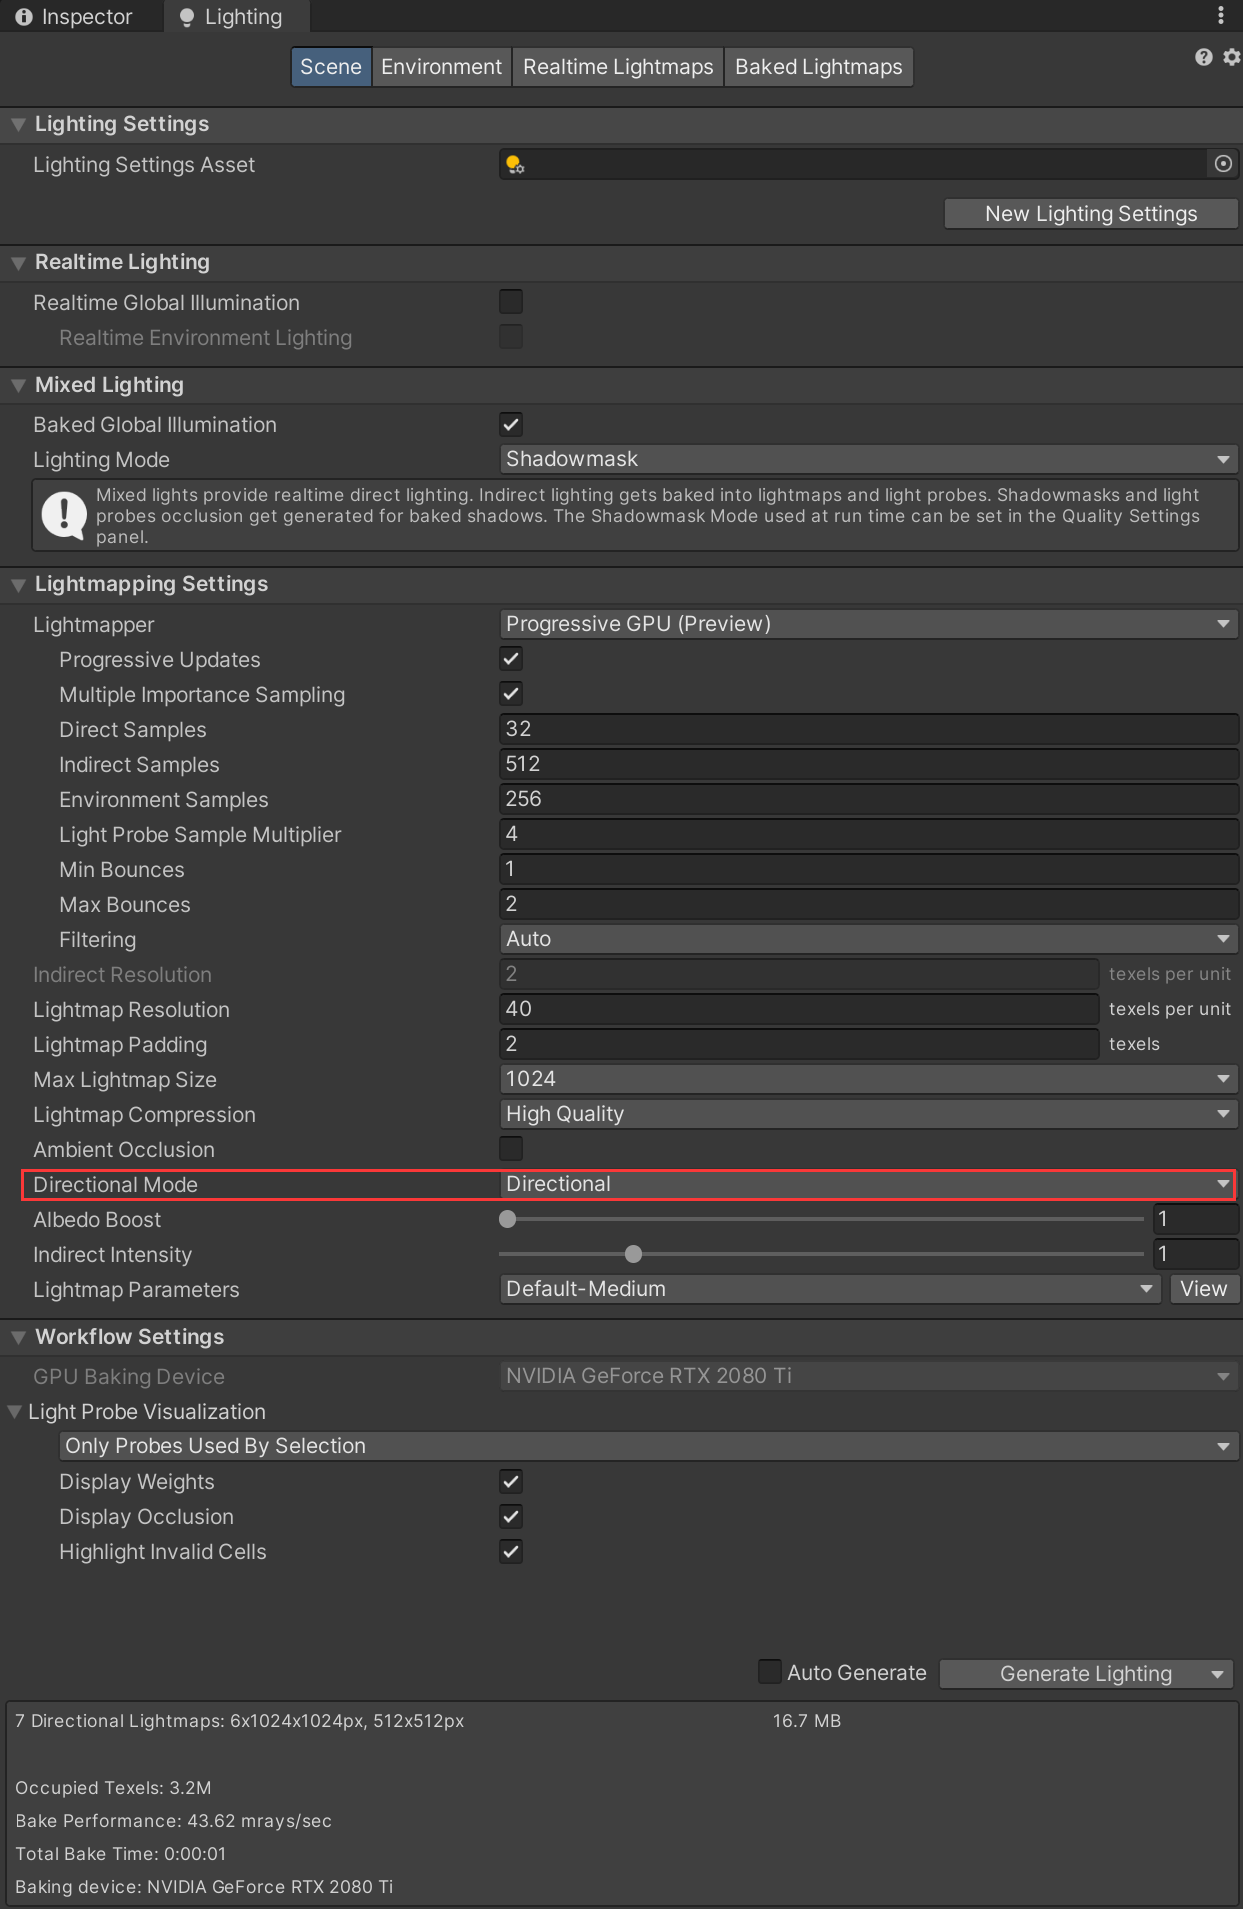 Inspector
Lighting
Scene
Environment
Realtime Lightmaps
Baked Lightmaps
Lighting Settings
Lighting Settings Asset
New Lighting Settings
Realtime Lighting
Realtime Global Illumination
Realtime Environment Lighting
Mixed Lighting
Baked Global Illumination
Lighting Mode Shadowmask
Mixed lights provide realtime direct lighting. Indirect lighting gets baked into lightmaps and light probes. Shadowmasks and light
probes occlusion get generated for baked shadows. The Shadowmask Mode used at run time can be set in the Quality Settings
panel.
Lightmapping Settings
Lightmapper Progressive GPU (Preview)
Progressive Updates
Multiple Importance Sampling
Direct Samples 32
Indirect Samples 512
Environment Samples 256
Light Probe Sample Multiplier 4
Min Bounces 1
Max Bounces 2
Filtering Auto
Indirect Resolution 2 texels per unit
Lightmap Resolution 40 texels per unit
Lightmap Padding 2 texels
Max Lightmap Size 1024
Lightmap Compression High Quality
Ambient Occlusion
Directional Mode Directional
Albedo Boost 1
Indirect Intensity 1
Lightmap Parameters Default-Medium View
Workflow Settings
GPU Baking Device NVIDIA GeForce RTX 2080 Ti
Light Probe Visualization
Only Probes Used By Selection
Display Weights
Display Occlusion
Highlight Invalid Cells
Auto Generate Generate Lighting
7 Directional Lightmaps: 6x1024x1024px, 512x512px 16.7 MB
Occupied Texels: 3.2M
Bake Performance: 43.62 mrays/sec
Total Bake Time: 0:00:01
Baking device: NVIDIA GeForce RTX 2080 Ti